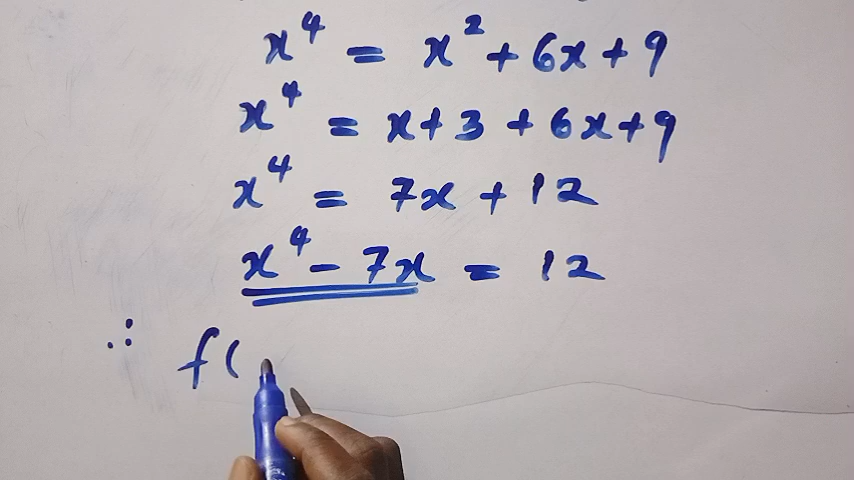 x⁴ = x² + 6x + 9
x⁴ = x + 3 + 6x + 9
x⁴ = 7x + 12
x⁴ - 7x = 12
∴ f(